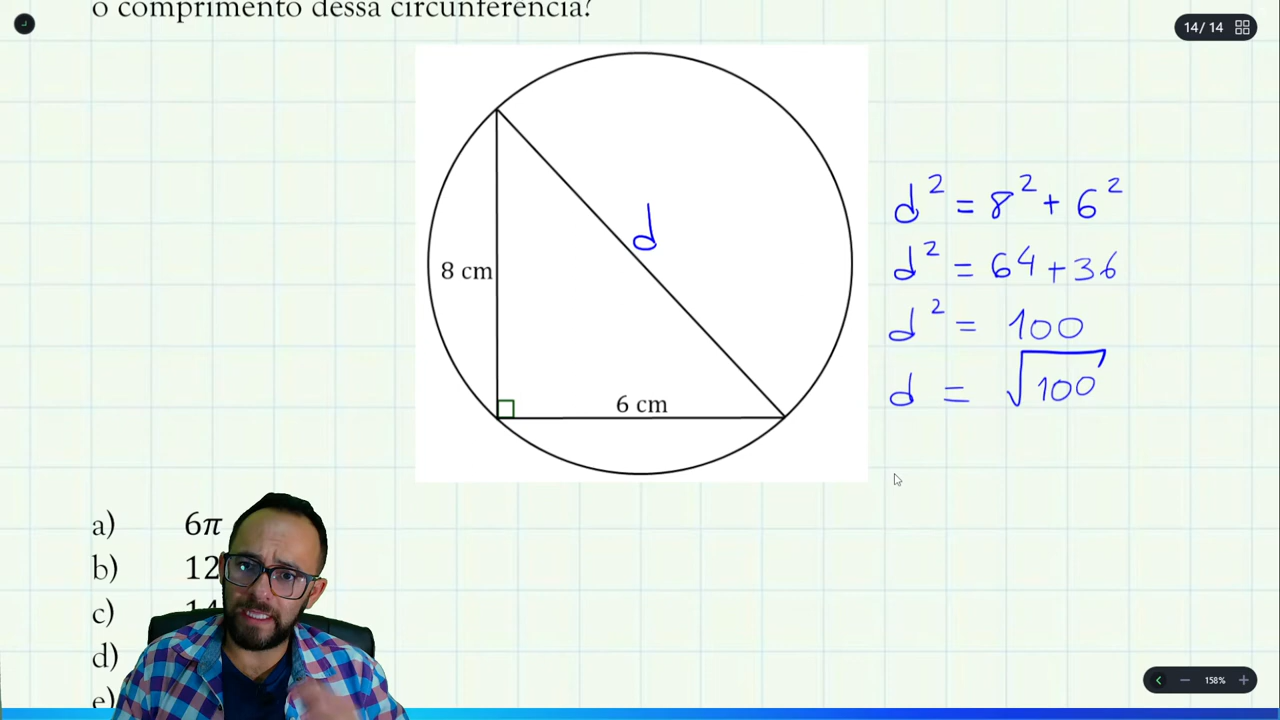 o comprimento dessa circunferência?
14/ 14
d
8 cm
6 cm
d² = 8² + 6²
d² = 64 + 36
d² = 100
d = √100
a) 6π
b) 12
c)
d)
e)
158%